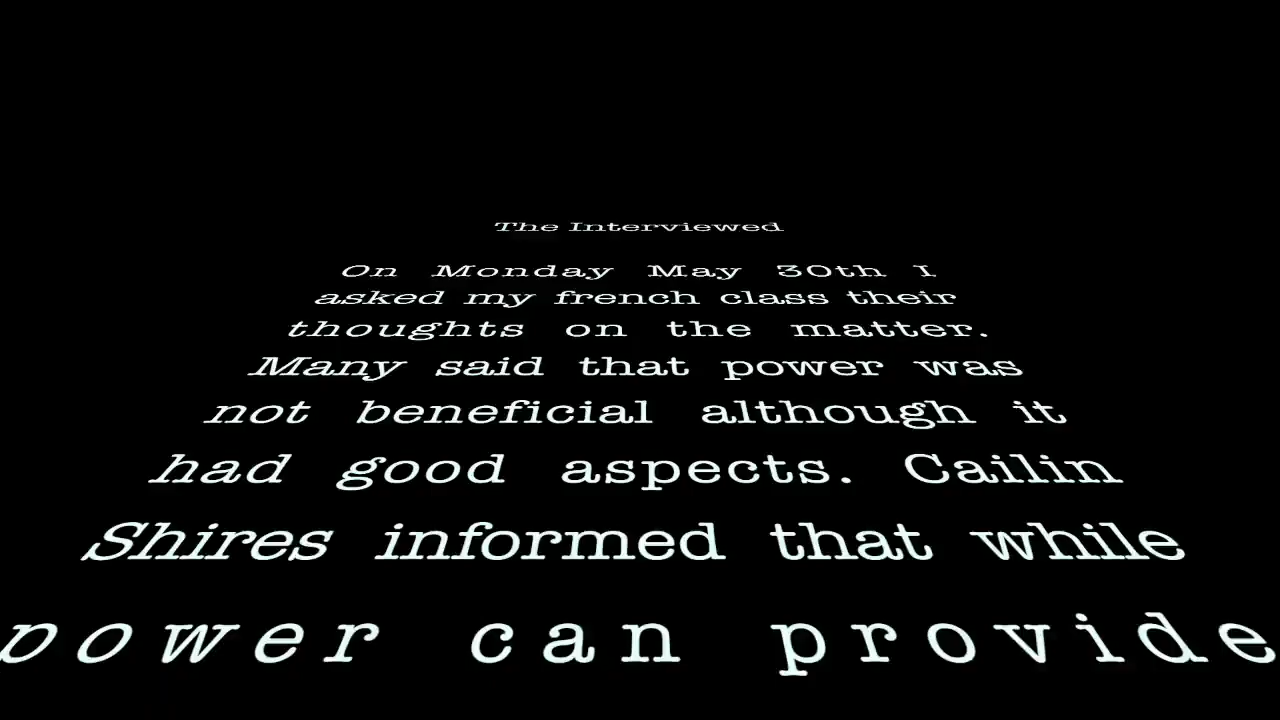 The Interviewed
On Monday May 30th I
asked my french class their
thoughts on the matter.
Many said that power was
not beneficial although it
had good aspects. Cailin
Shires informed that while
power can provide